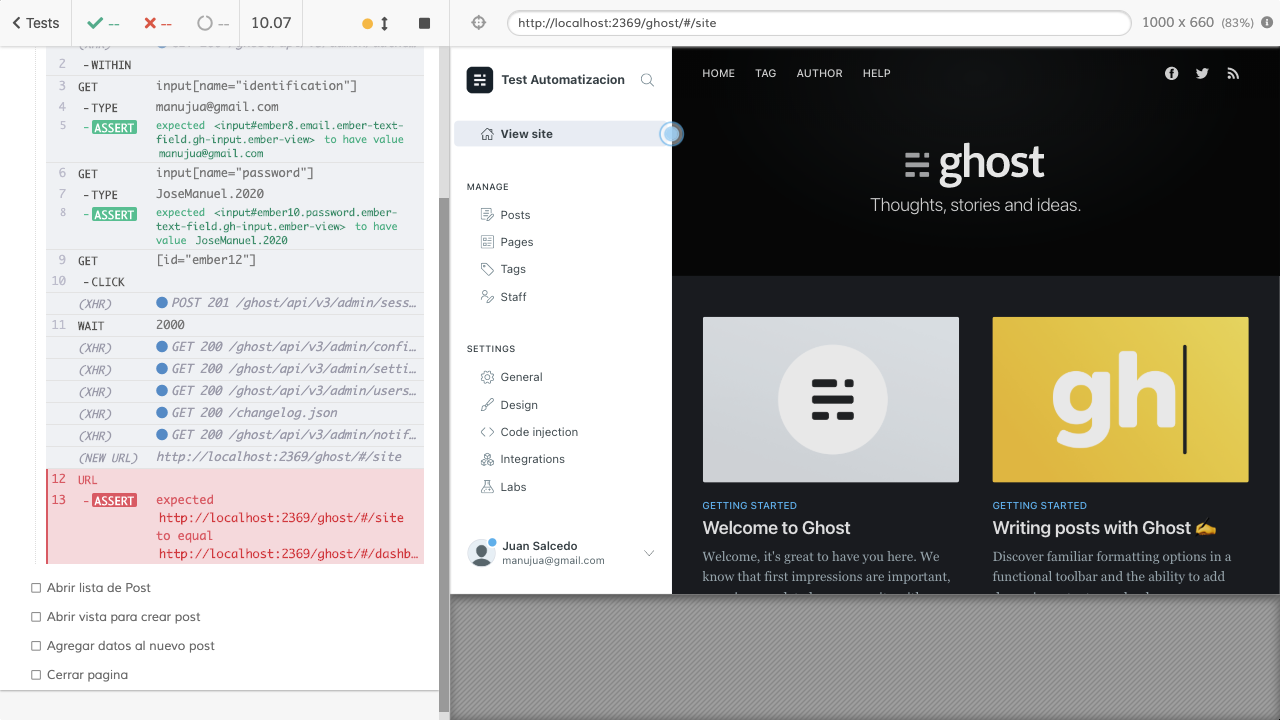 Tests
--
--
--
10.07
http://localhost:2369/ghost/#/site
1000 x 660 (83%)
2 -WITHIN
3 GET input[name="identification"]
4 -TYPE manujua@gmail.com
5 -ASSERT expected <input#ember8.email.ember-text-
field.gh-input.ember-view> to have value
manujua@gmail.com
6 GET input[name="password"]
7 -TYPE JoseManuel.2020
8 -ASSERT expected <input#ember10.password.ember-
text-field.gh-input.ember-view> to have
value JoseManuel.2020
9 GET [id="ember12"]
10 -CLICK
(XHR) POST 201 /ghost/api/v3/admin/sess…
11 WAIT 2000
(XHR) GET 200 /ghost/api/v3/admin/confi…
(XHR) GET 200 /ghost/api/v3/admin/setti…
(XHR) GET 200 /ghost/api/v3/admin/users…
(XHR) GET 200 /changelog.json
(XHR) GET 200 /ghost/api/v3/admin/notif…
(NEW URL) http://localhost:2369/ghost/#/site
12 URL
13 -ASSERT expected
http://localhost:2369/ghost/#/site
to equal
http://localhost:2369/ghost/#/dashb…
Abrir lista de Post
Abrir vista para crear post
Agregar datos al nuevo post
Cerrar pagina
Test Automatizacion
View site
MANAGE
Posts
Pages
Tags
Staff
SETTINGS
General
Design
Code injection
Integrations
Labs
Juan Salcedo
manujua@gmail.com
HOME TAG AUTHOR HELP
ghost
Thoughts, stories and ideas.
GETTING STARTED
Welcome to Ghost
Welcome, it's great to have you here. We
know that first impressions are important,
gh
GETTING STARTED
Writing posts with Ghost ✍️
Discover familiar formatting options in a
functional toolbar and the ability to add